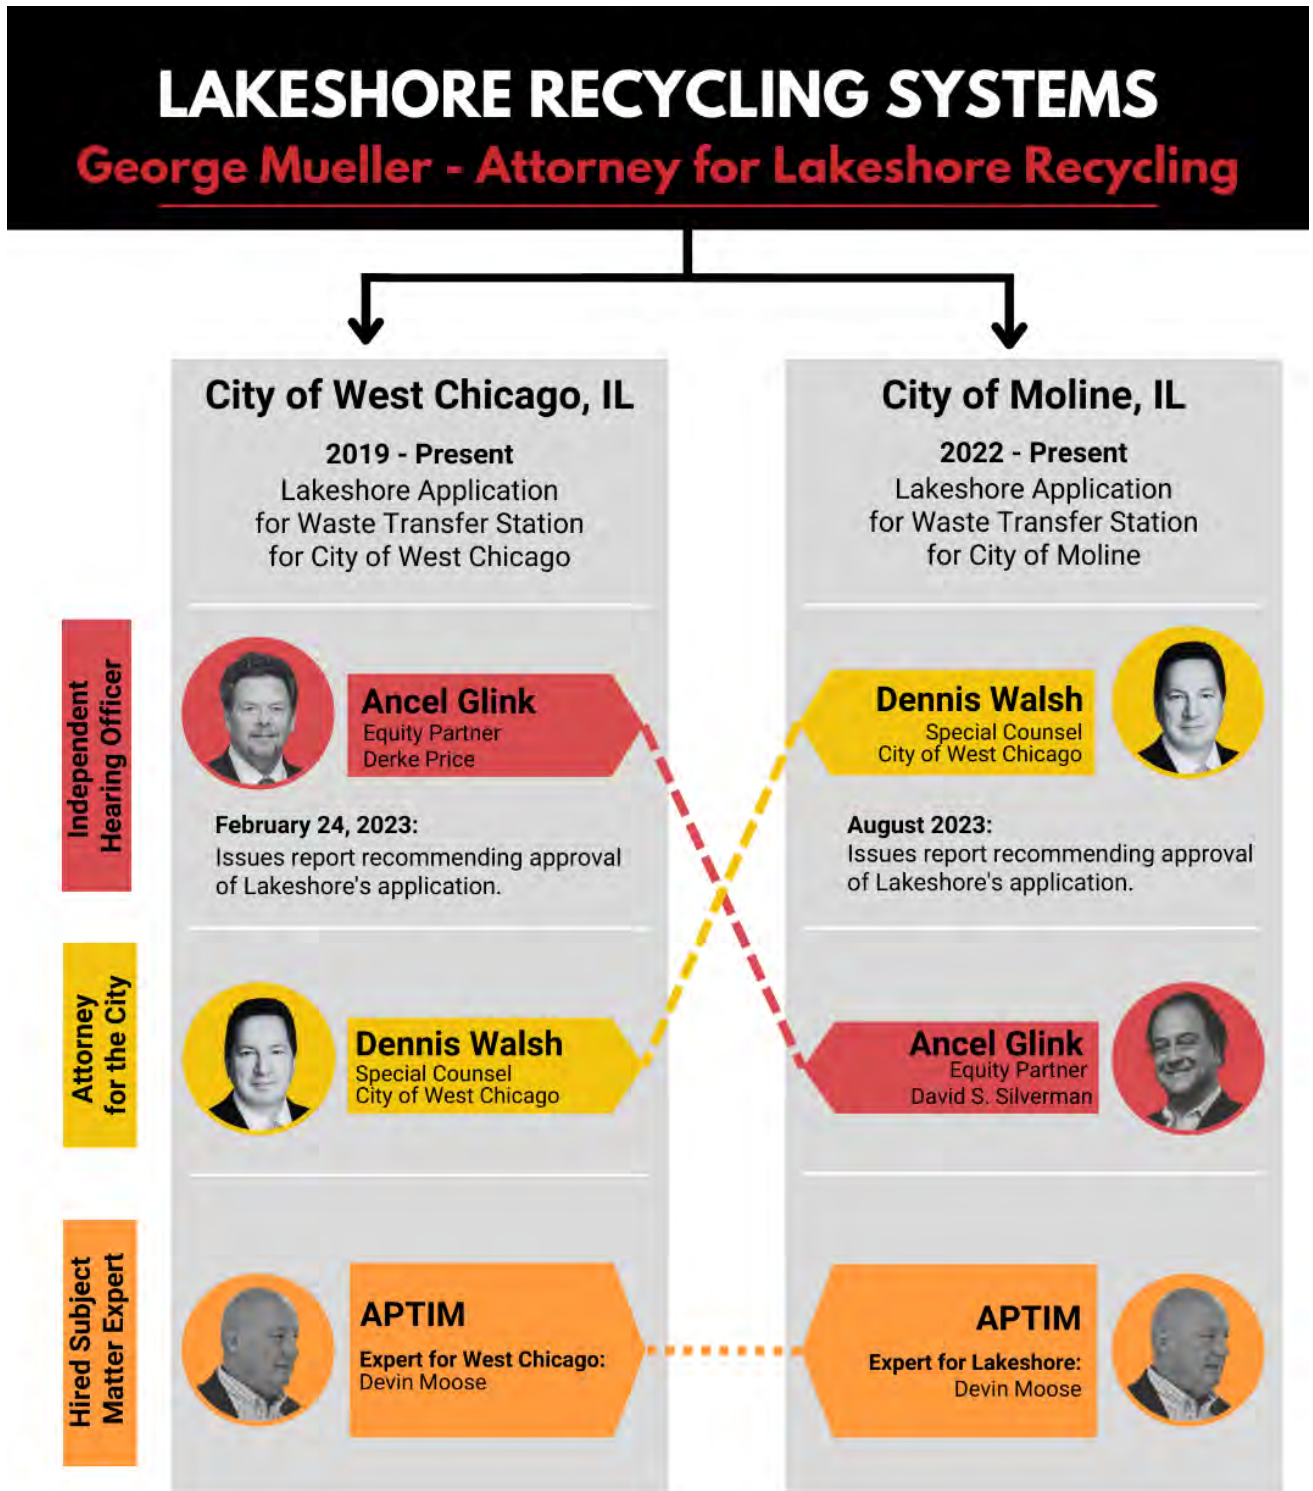 LAKESHORE RECYCLING SYSTEMS
George Mueller - Attorney for Lakeshore Recycling
City of West Chicago, IL
2019 - Present
Lakeshore Application
for Waste Transfer Station
for City of West Chicago
City of Moline, IL
2022 - Present
Lakeshore Application
for Waste Transfer Station
for City of Moline
Independent
Hearing Officer
Ancel Glink
Equity Partner
Derke Price
February 24, 2023:
Issues report recommending approval
of Lakeshore's application.
Dennis Walsh
Special Counsel
City of West Chicago
August 2023:
Issues report recommending approval
of Lakeshore's application.
Attorney
for the City
Dennis Walsh
Special Counsel
City of West Chicago
Ancel Glink
Equity Partner
David S. Silverman
Hired Subject
Matter Expert
APTIM
Expert for West Chicago:
Devin Moose
APTIM
Expert for Lakeshore:
Devin Moose